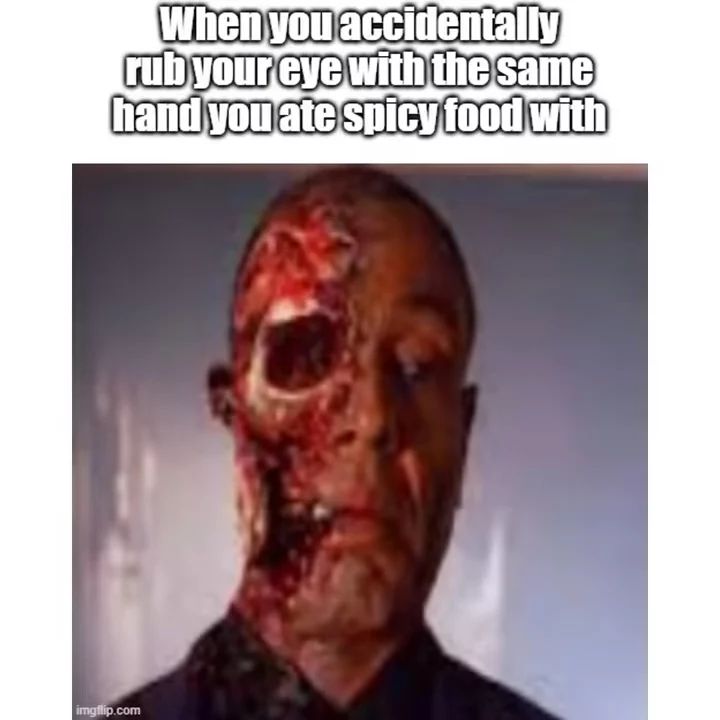 When you accidentally
rub your eye with the same
hand you ate spicy food with
imgflip.com